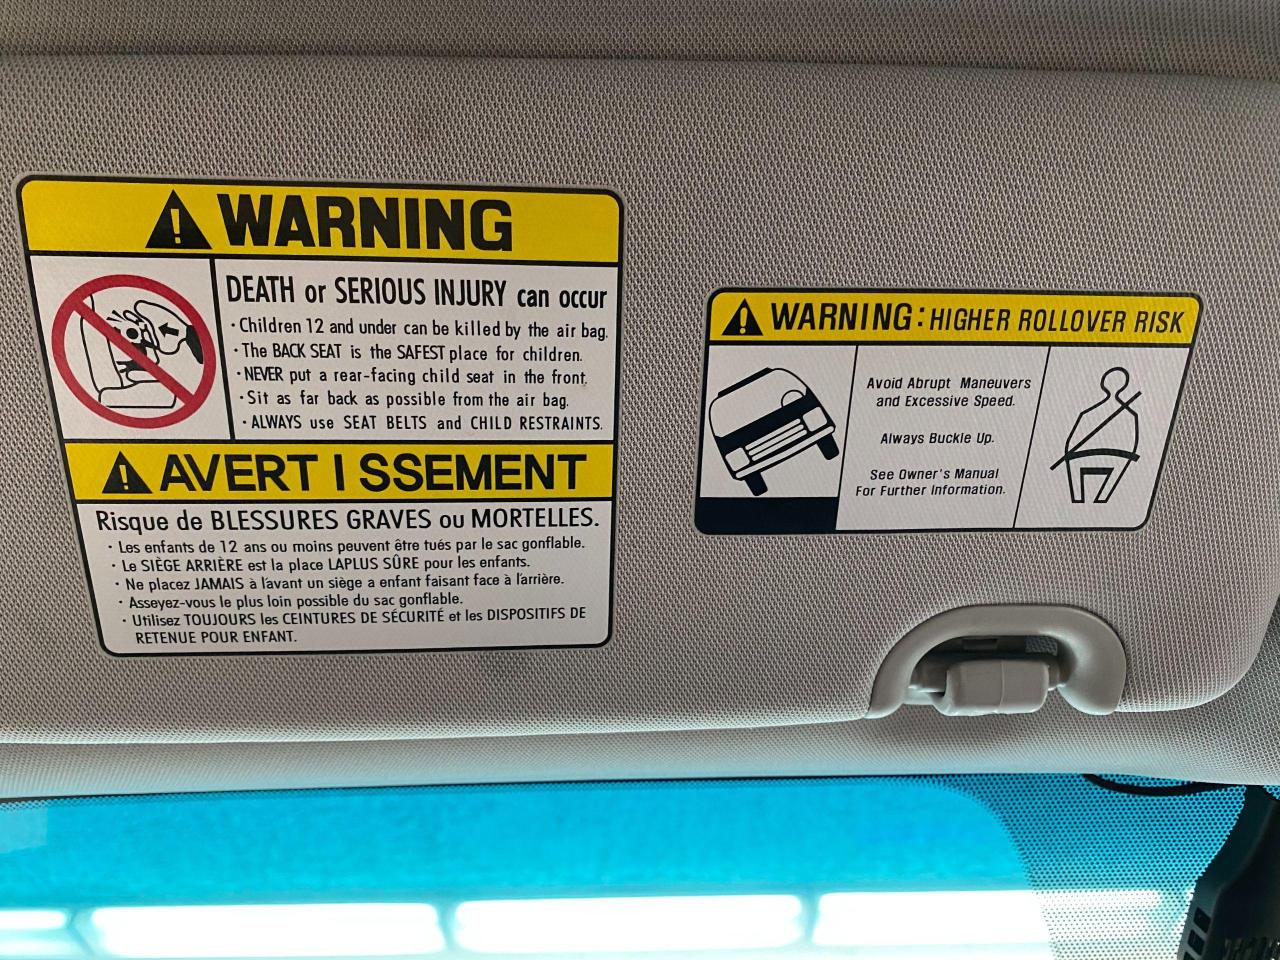 WARNING
DEATH or SERIOUS INJURY can occur
· Children 12 and under can be killed by the air bag.
· The BACK SEAT is the SAFEST place for children.
· NEVER put a rear-facing child seat in the front.
· Sit as far back as possible from the air bag.
· ALWAYS use SEAT BELTS and CHILD RESTRAINTS.
AVERT I SSEMENT
Risque de BLESSURES GRAVES ou MORTELLES.
· Les enfants de 12 ans ou moins peuvent être tués par le sac gonflable.
· Le SIÈGE ARRIÈRE est la place LAPLUS SÛRE pour les enfants.
· Ne placez JAMAIS à l'avant un siège a enfant faisant face à l'arrière.
· Asseyez-vous le plus loin possible du sac gonflable.
· Utilisez TOUJOURS les CEINTURES DE SÉCURITÉ et les DISPOSITIFS DE
RETENUE POUR ENFANT.
WARNING: HIGHER ROLLOVER RISK
Avoid Abrupt Maneuvers
and Excessive Speed.
Always Buckle Up.
See Owner's Manual
For Further Information.